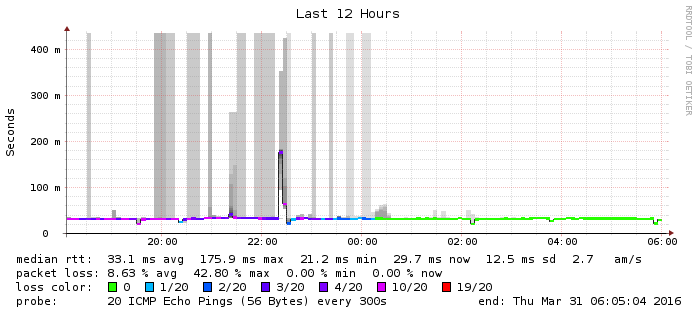 Last 12 Hours
RRDTOOL / TOBI OETIKER
Seconds
400 m
300 m
200 m
100 m
0
20:00 22:00 00:00 02:00 04:00 06:00
median rtt: 33.1 ms avg 175.9 ms max 21.2 ms min 29.7 ms now 12.5 ms sd 2.7 am/s
packet loss: 8.63 % avg 42.80 % max 0.00 % min 0.00 % now
loss color: 0 1/20 2/20 3/20 4/20 10/20 19/20
probe: 20 ICMP Echo Pings (56 Bytes) every 300s end: Thu Mar 31 06:05:04 2016